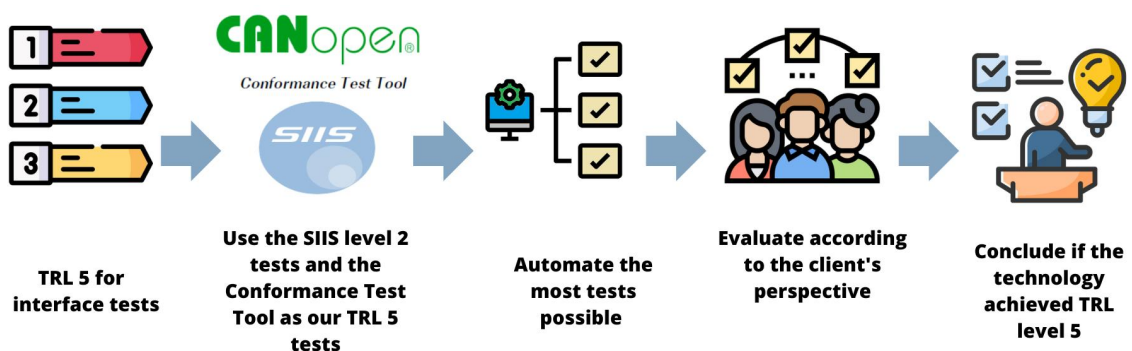 1
2
3
CANopen®
Conformance Test Tool
SIIS
...
TRL 5 for
interface tests
Use the SIIS level 2
tests and the
Conformance Test
Tool as our TRL 5
tests
Automate the
most tests
possible
Evaluate according
to the client's
perspective
Conclude if the
technology
achieved TRL
level 5